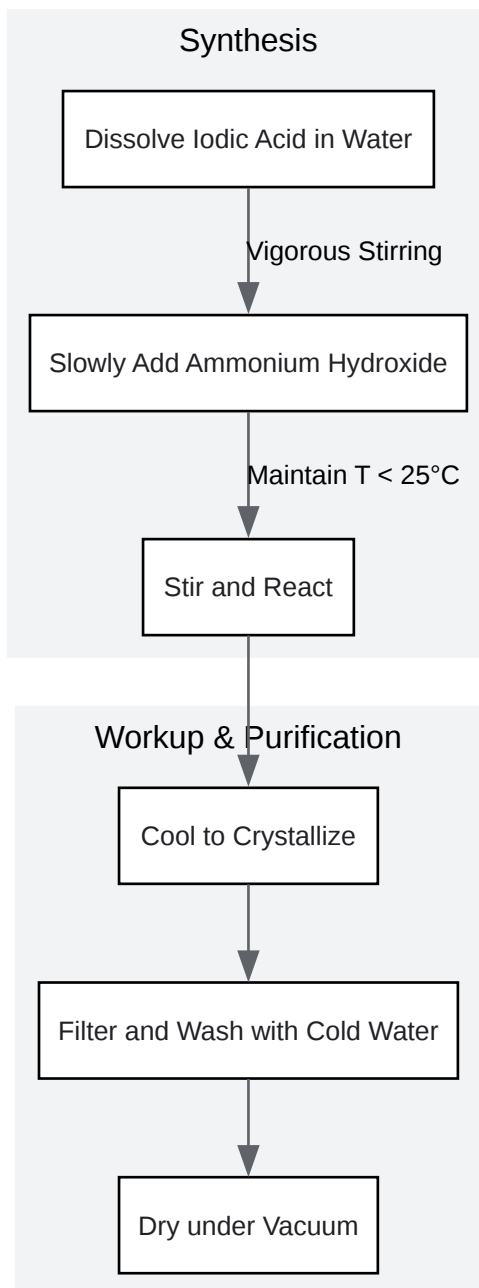 Synthesis
Dissolve Iodic Acid in Water
Vigorous Stirring
Slowly Add Ammonium Hydroxide
Maintain T < 25°C
Stir and React
Workup & Purification
Cool to Crystallize
Filter and Wash with Cold Water
Dry under Vacuum